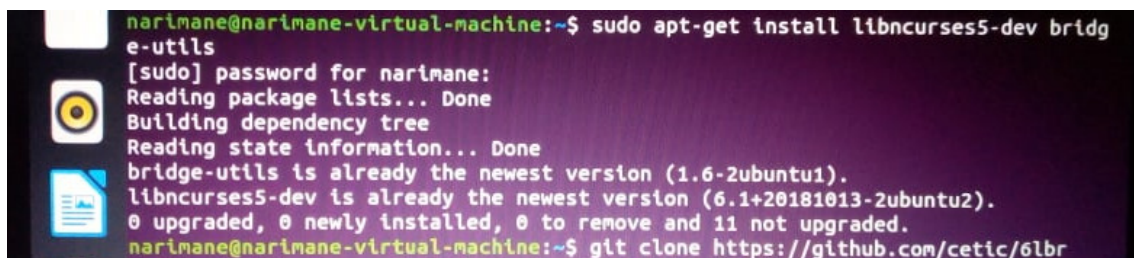 narimane@narimane-virtual-machine:~$ sudo apt-get install libncurses5-dev bridg
e-utils
[sudo] password for narimane:
Reading package lists... Done
Building dependency tree
Reading state information... Done
bridge-utils is already the newest version (1.6-2ubuntu1).
libncurses5-dev is already the newest version (6.1+20181013-2ubuntu2).
0 upgraded, 0 newly installed, 0 to remove and 11 not upgraded.
narimane@narimane-virtual-machine:~$ git clone https://github.com/cetic/6lbr